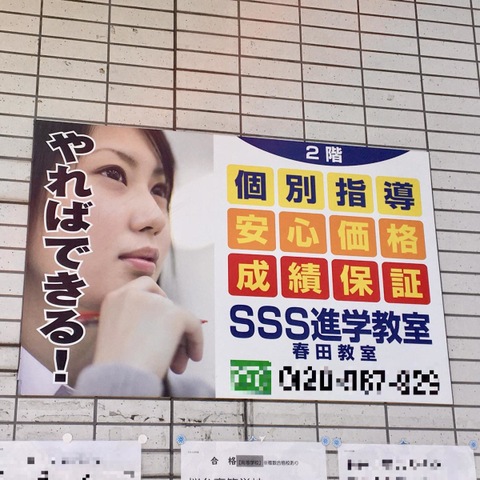 やればできる!
2階
個別指導
安心価格
成績保証
SSS進学教室
春田教室
合格